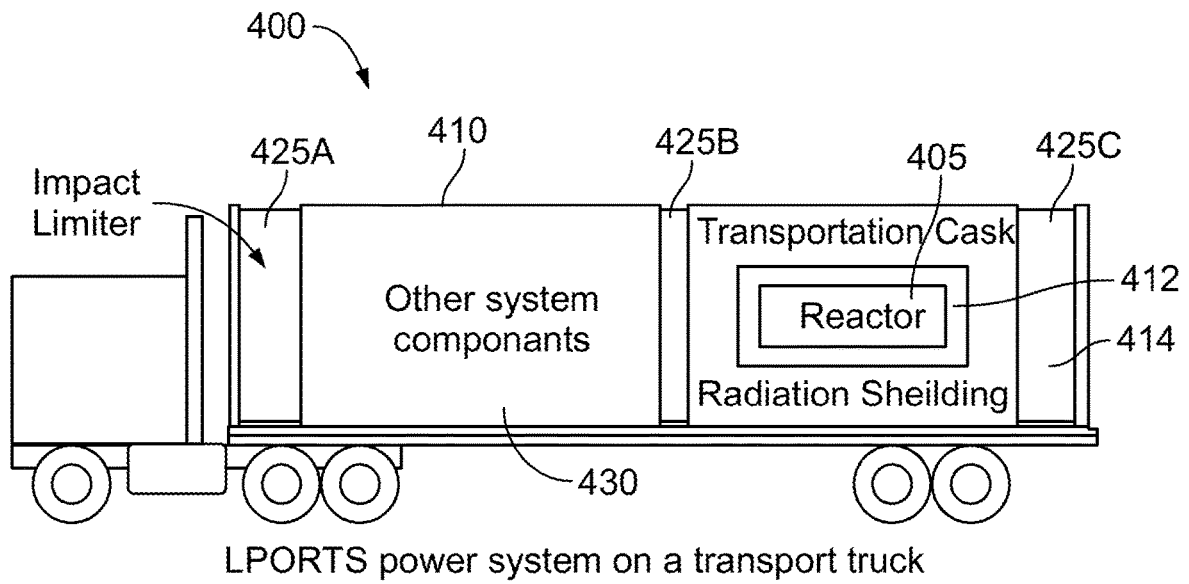 400
410
425A
425B
405
425C
Impact
Limiter
Transportation Cask
412
Other system
componants
Reactor
414
Radiation Sheilding
430
LPORTS power system on a transport truck